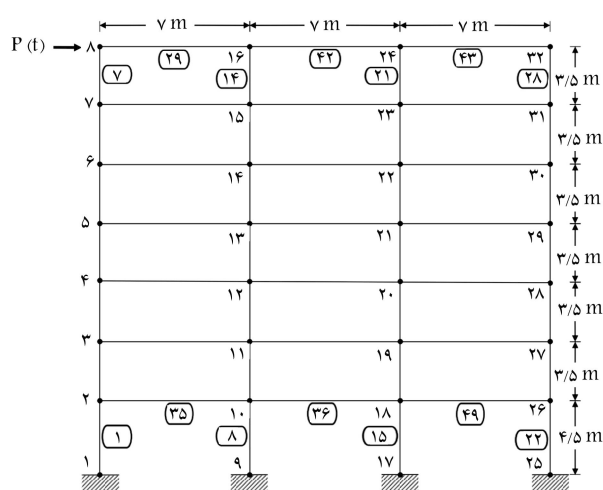 ۷ m ۷ m ۷ m
P (t) ۸ ۱۶ ۲۴ ۳۲
۲۹ ۴۲ ۴۳
۷ ۱۴ ۲۱ ۲۸ ۳/۵ m
۷ ۱۵ ۲۳ ۳۱
۳/۵ m
۶ ۱۴ ۲۲ ۳۰
۳/۵ m
۵ ۱۳ ۲۱ ۲۹
۳/۵ m
۴ ۱۲ ۲۰ ۲۸
۳/۵ m
۳ ۱۱ ۱۹ ۲۷
۳/۵ m
۲ ۱۰ ۱۸ ۲۶
۳۵ ۳۶ ۴۹
۱ ۸ ۱۵ ۲۲ ۴/۵ m
۱ ۹ ۱۷ ۲۵